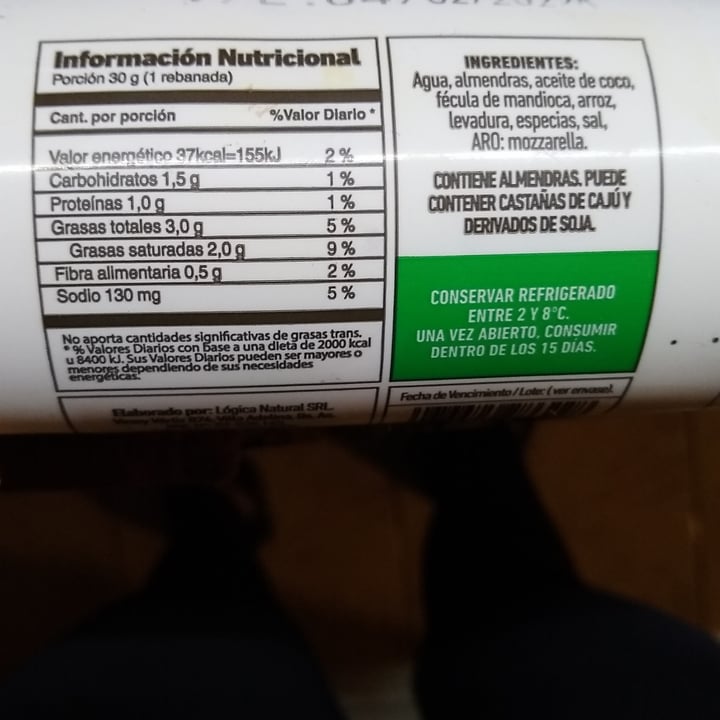 Información Nutricional
Porción 30 g (1 rebanada)
Cant. por porción %Valor Diario *
Valor energético 37kcal=155kJ 2 %
Carbohidratos 1,5 g 1 %
Proteínas 1,0 g 1 %
Grasas totales 3,0 g 5 %
Grasas saturadas 2,0 g 9 %
Fibra alimentaria 0,5 g 2 %
Sodio 130 mg 5 %
No aporta cantidades significativas de grasas trans.
* % Valores Diarios con base a una dieta de 2000 kcal
u 8400 kJ. Sus Valores Diarios pueden ser mayores o
menores dependiendo de sus necesidades
energéticas.
Elaborado por: Lógica Natural SRL.
INGREDIENTES:
Agua, almendras, aceite de coco,
fécula de mandioca, arroz,
levadura, especias, sal,
ARO: mozzarella.
CONTIENE ALMENDRAS. PUEDE
CONTENER CASTAÑAS DE CAJÚ Y
DERIVADOS DE SOJA.
CONSERVAR REFRIGERADO
ENTRE 2 Y 8°C.
UNA VEZ ABIERTO, CONSUMIR
DENTRO DE LOS 15 DÍAS.
Fecha de Vencimiento / Lote: ( ver envase).